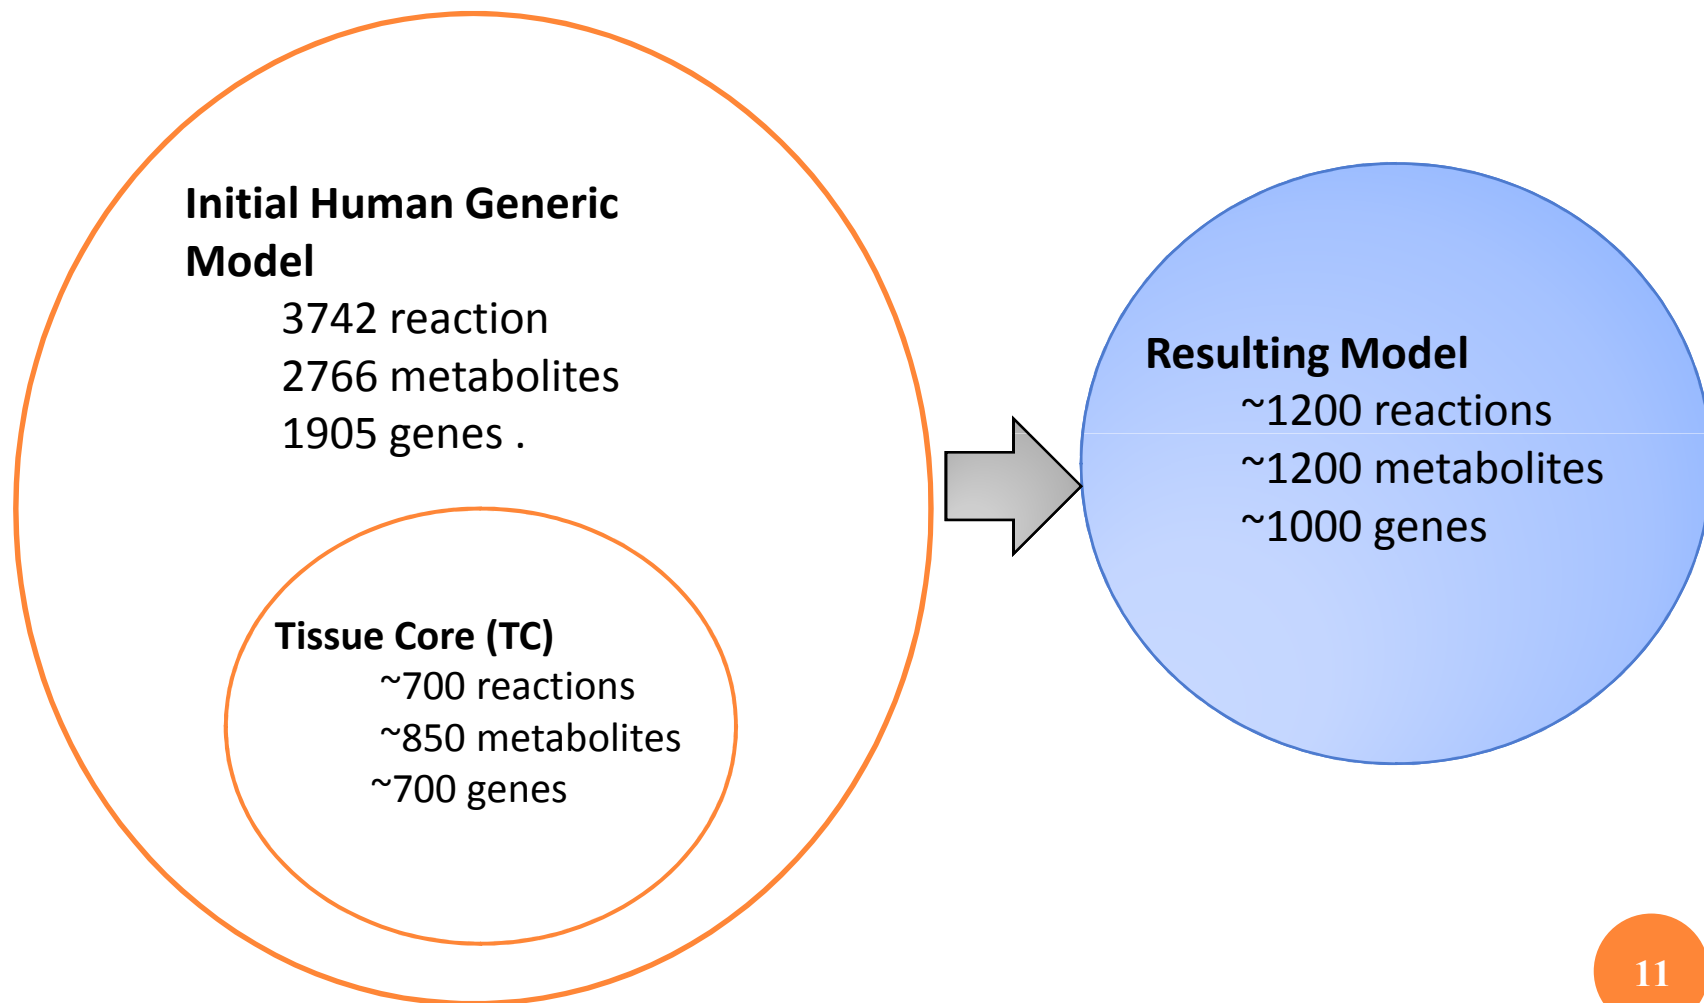 Initial Human Generic
Model
3742 reaction
2766 metabolites
1905 genes .
Tissue Core (TC)
~700 reactions
~850 metabolites
~700 genes
Resulting Model
~1200 reactions
~1200 metabolites
~1000 genes
11